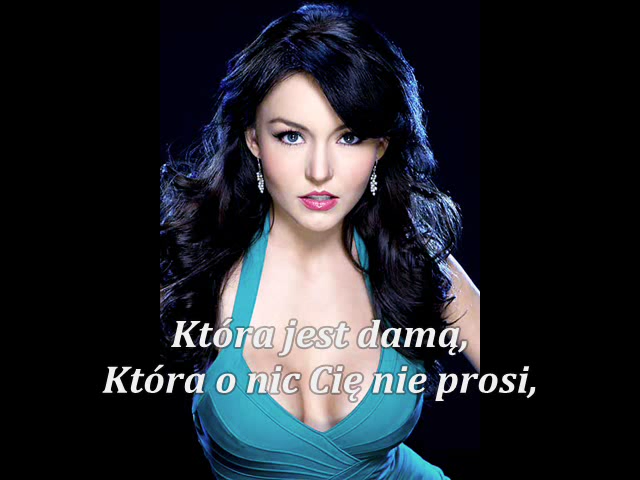 Która jest damą,
Która o nic Cię nie prosi,